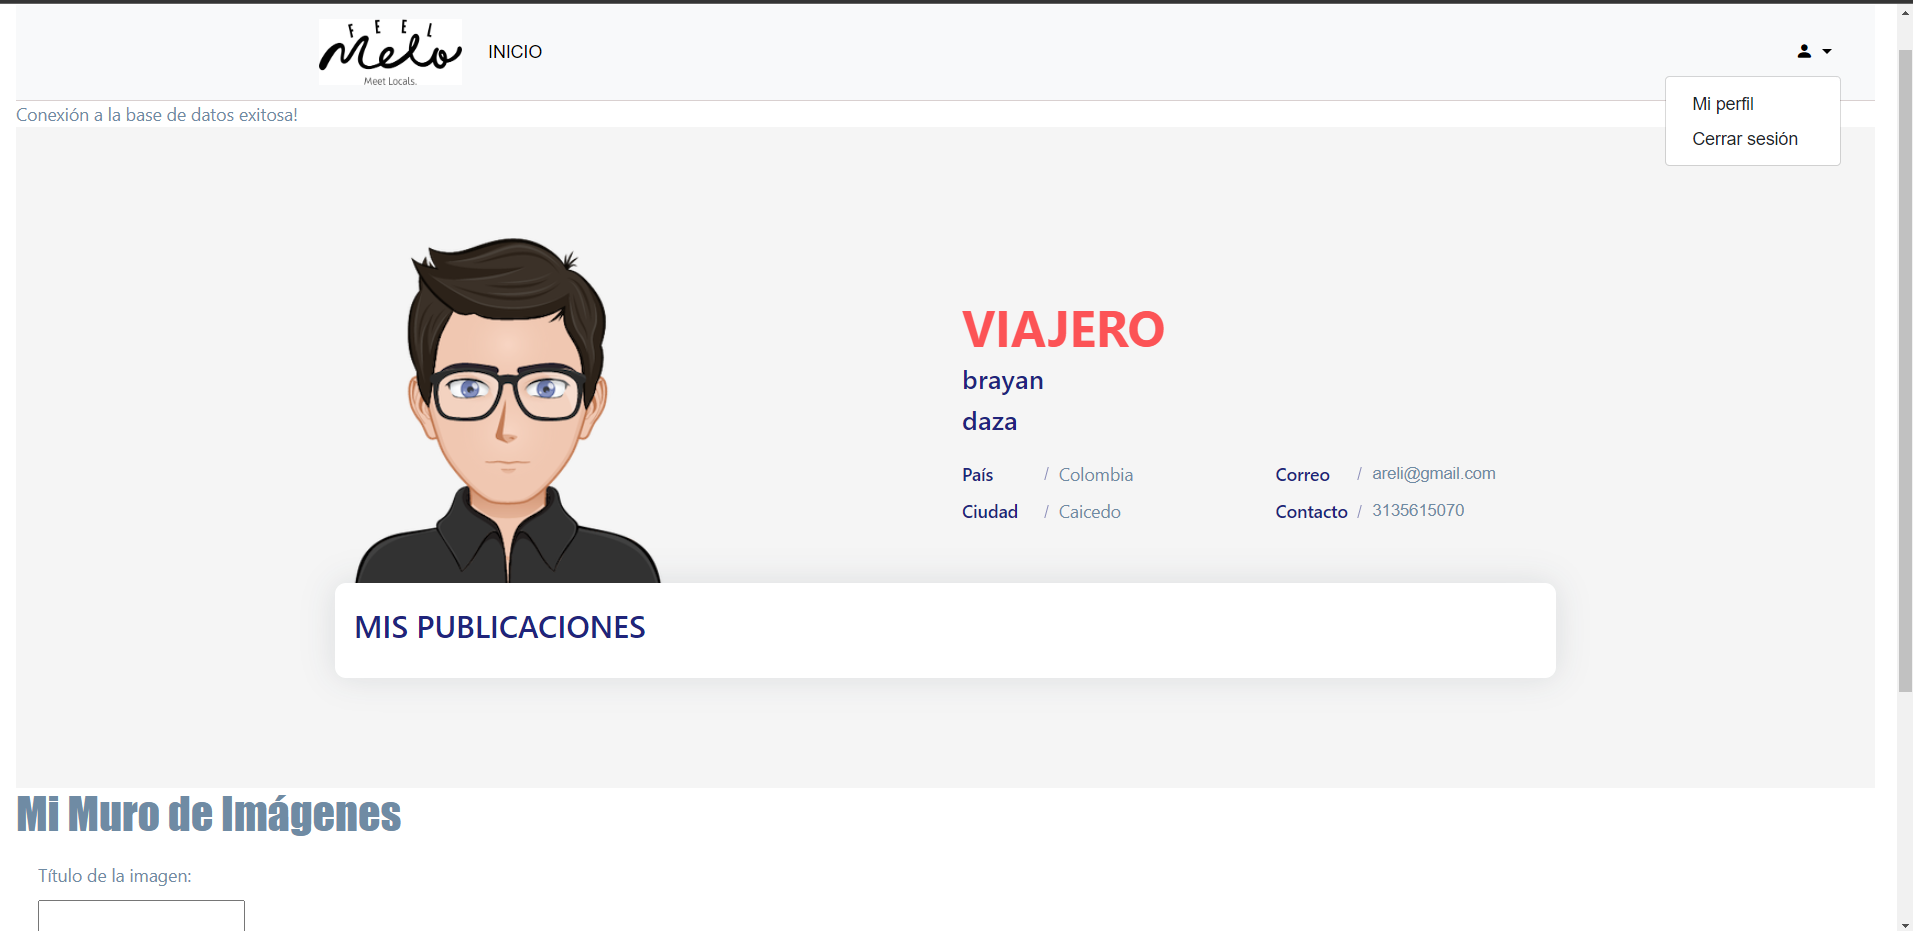 FEEL
Melo
Meet Locals.
INICIO
Mi perfil
Cerrar sesión
Conexión a la base de datos exitosa!
VIAJERO
brayan
daza
País / Colombia
Correo / areli@gmail.com
Ciudad / Caicedo
Contacto / 3135615070
MIS PUBLICACIONES
Mi Muro de Imágenes
Título de la imagen: